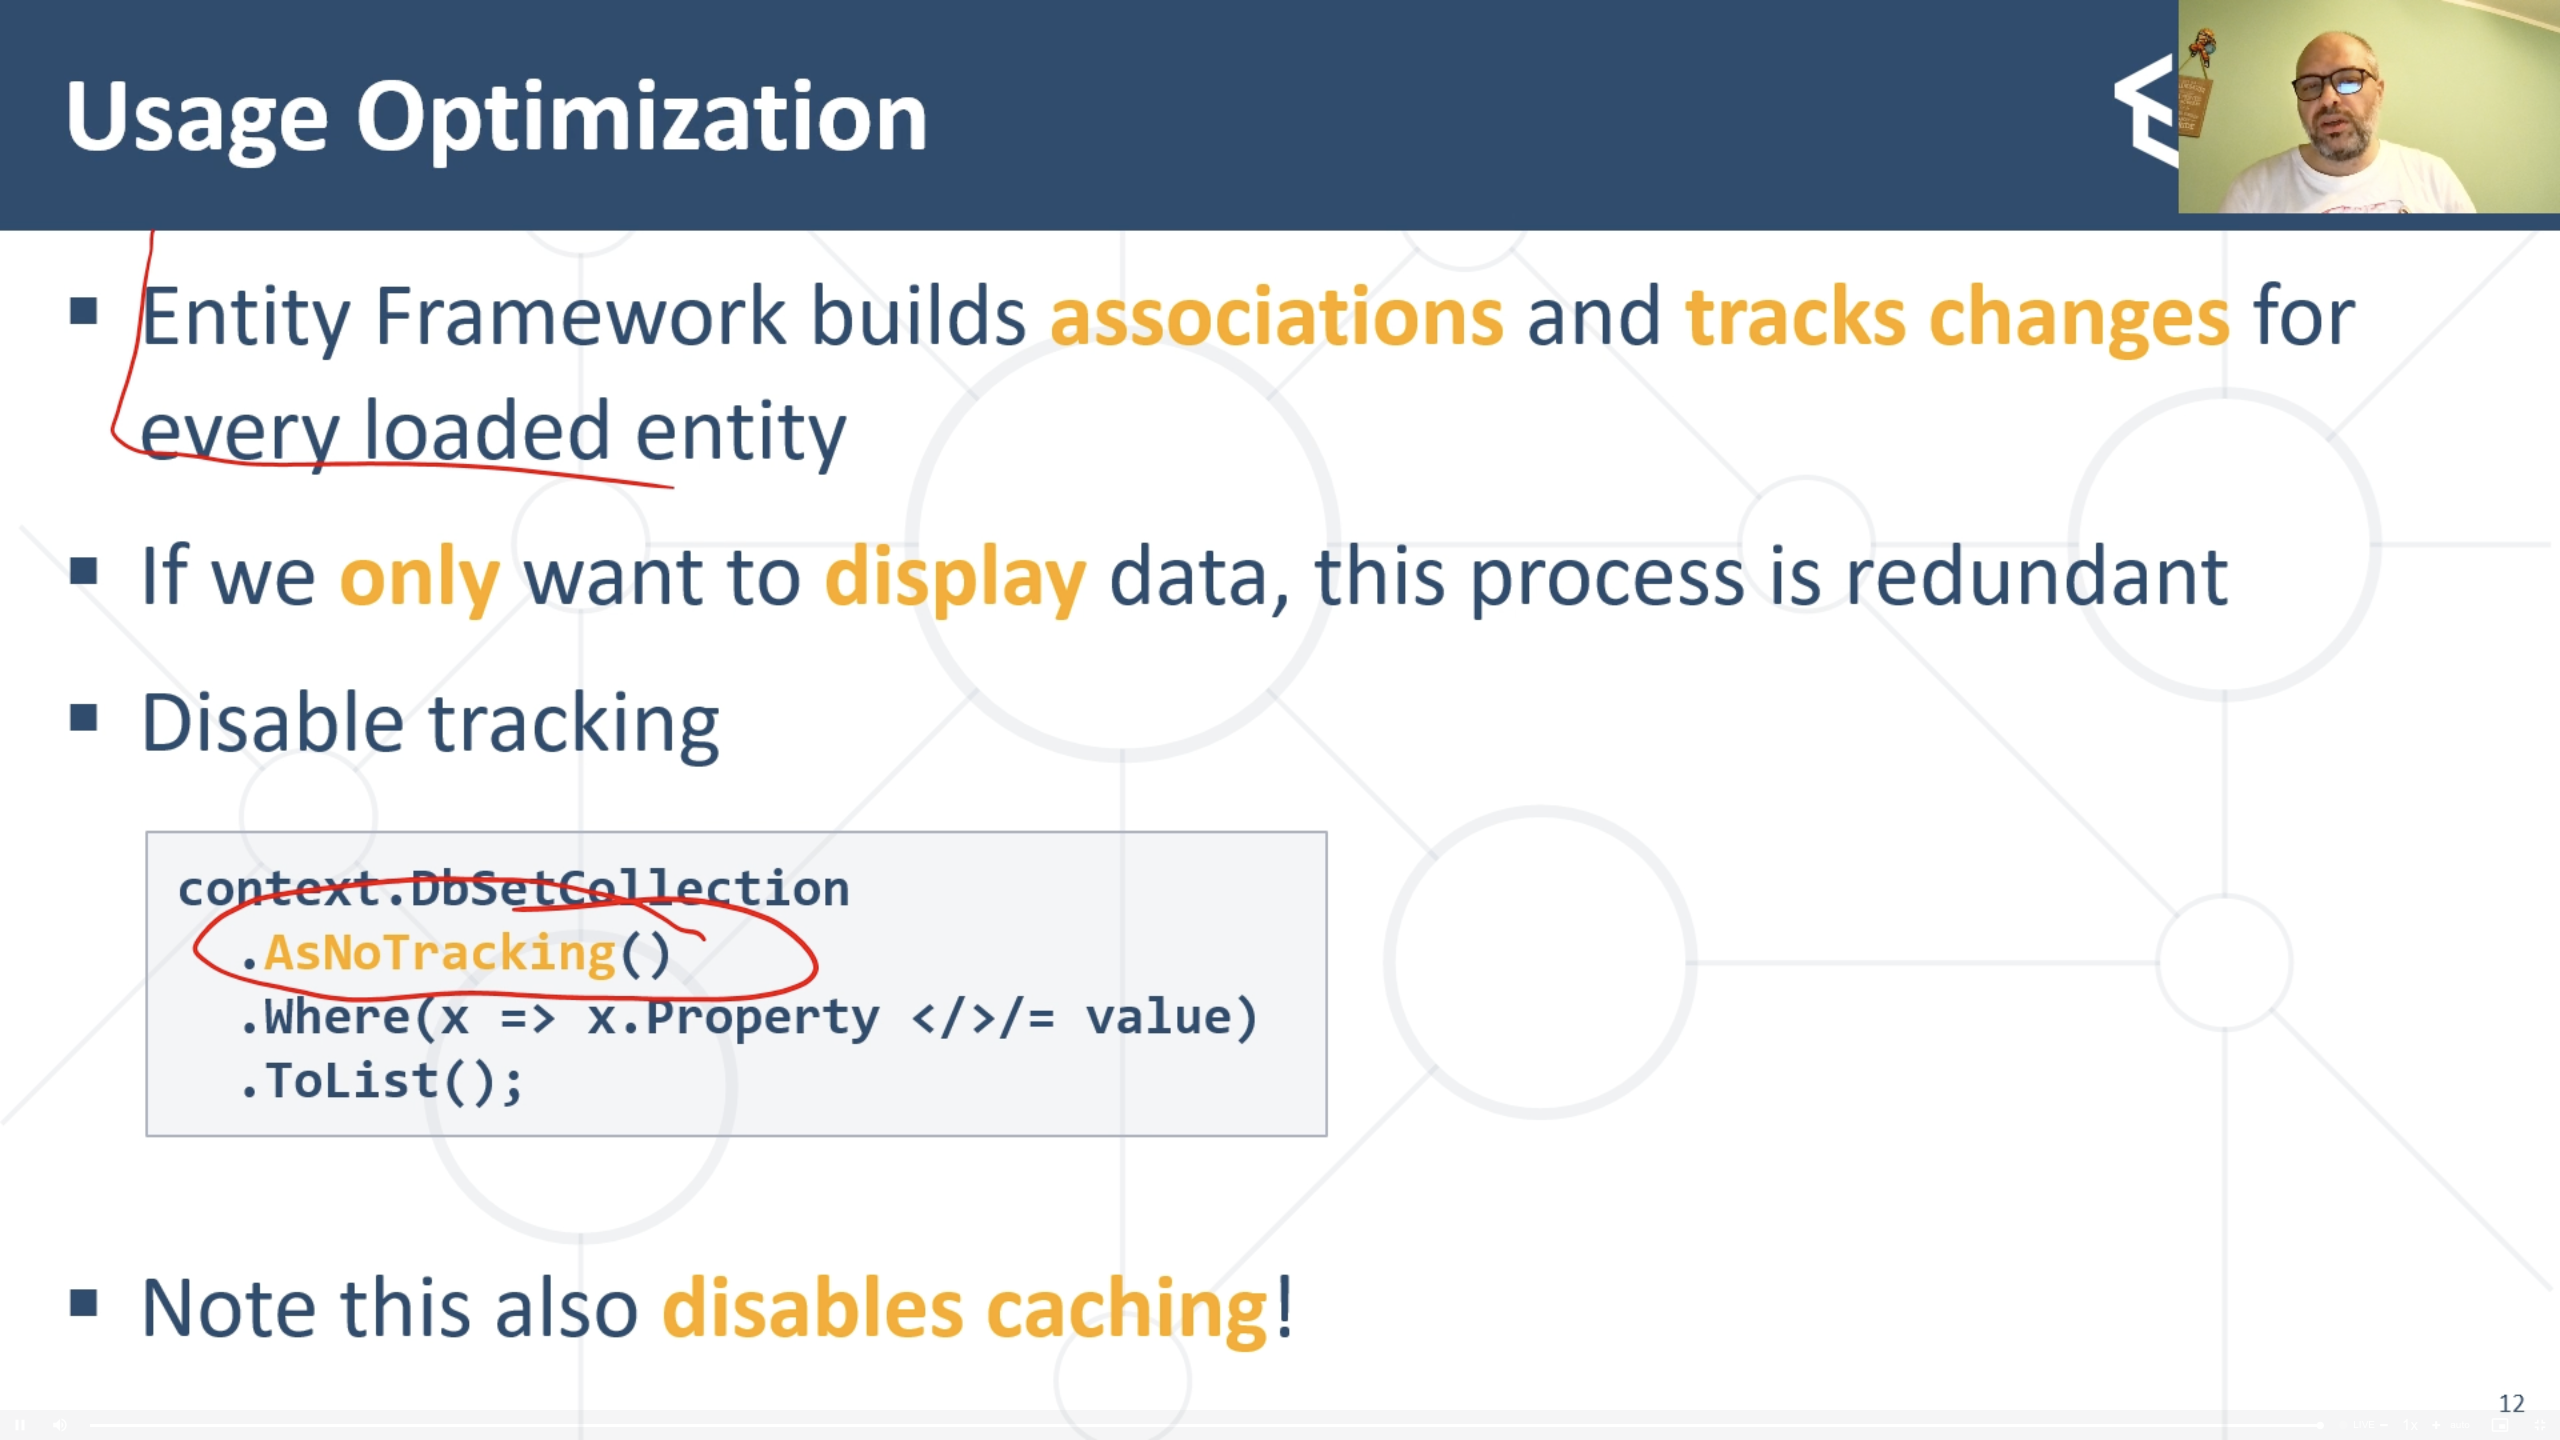 Usage Optimization
Entity Framework builds associations and tracks changes for
every loaded entity
If we only want to display data, this process is redundant
Disable tracking
context.DbSetCollection
.AsNoTracking()
.Where(x => x.Property </>/= value)
.ToList();
Note this also disables caching!
12